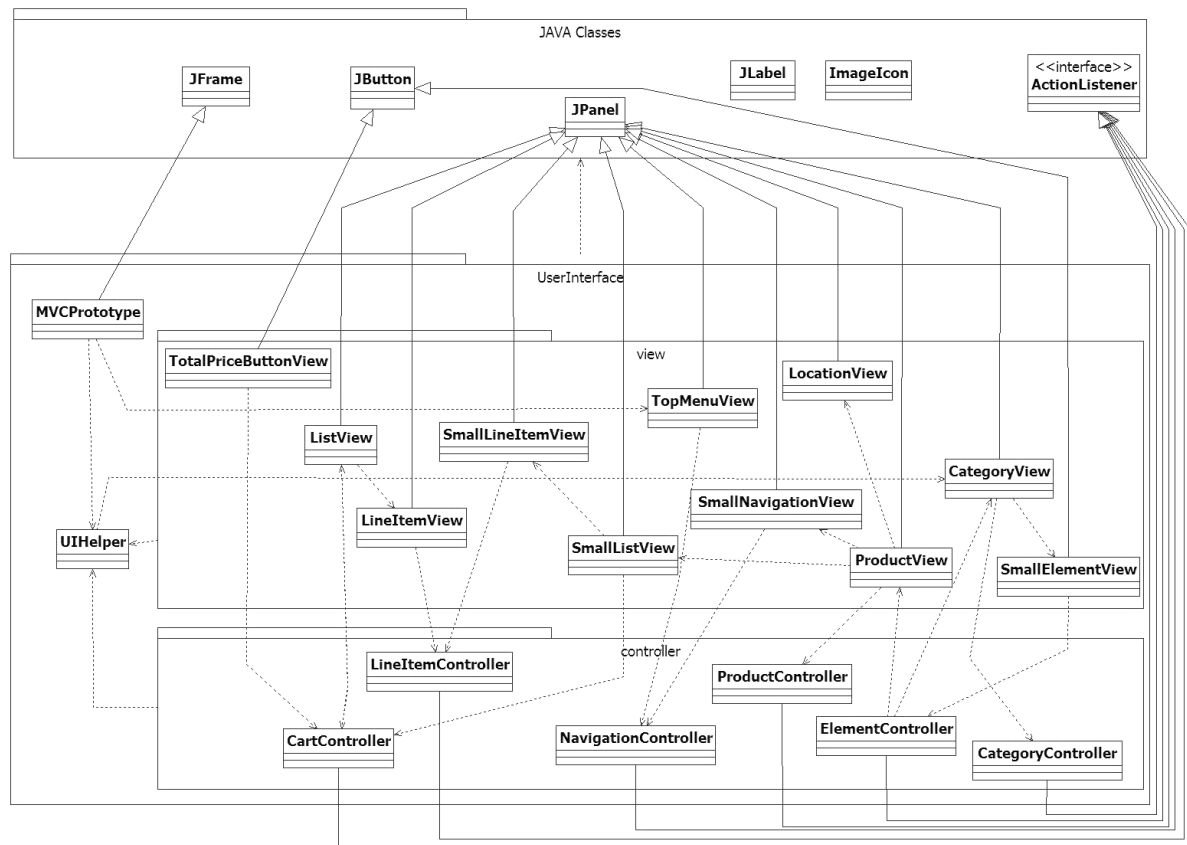 JAVA Classes
JFrame
JButton
JPanel
JLabel
ImageIcon
<<interface>>
ActionListener
UserInterface
MVCPrototype
view
TotalPriceButtonView
LocationView
TopMenuView
ListView
SmallLineItemView
CategoryView
SmallNavigationView
LineItemView
UIHelper
SmallListView
ProductView
SmallElementView
controller
LineItemController
ProductController
CartController
NavigationController
ElementController
CategoryController